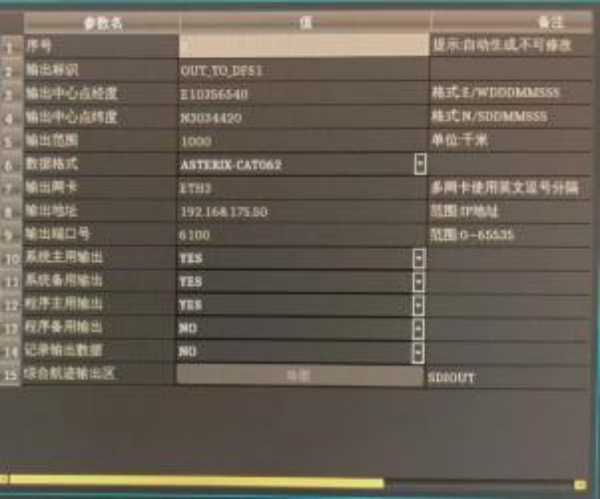 参数名 值 备注
1 序号 提示:自动生成,不可修改
2 输出标识 OUT_TO_DFS1
3 输出中心点经度 E10356540 格式:E/WDDDMMSSS
4 输出中心点纬度 N3034420 格式:N/SDDMMSSS
5 输出范围 1000 单位:千米
6 数据格式 ASTERIX-CAT062
7 输出网卡 ETH3 多网卡使用英文逗号分隔
8 输出地址 192.168.175.50 范围:IP地址
9 输出端口号 6100 范围:0-65535
10 系统主用输出 YES
11 系统备用输出 YES
12 程序主用输出 YES
13 程序备用输出 NO
14 记录输出数据 NO
15 综合航迹输出区 SDIOUT